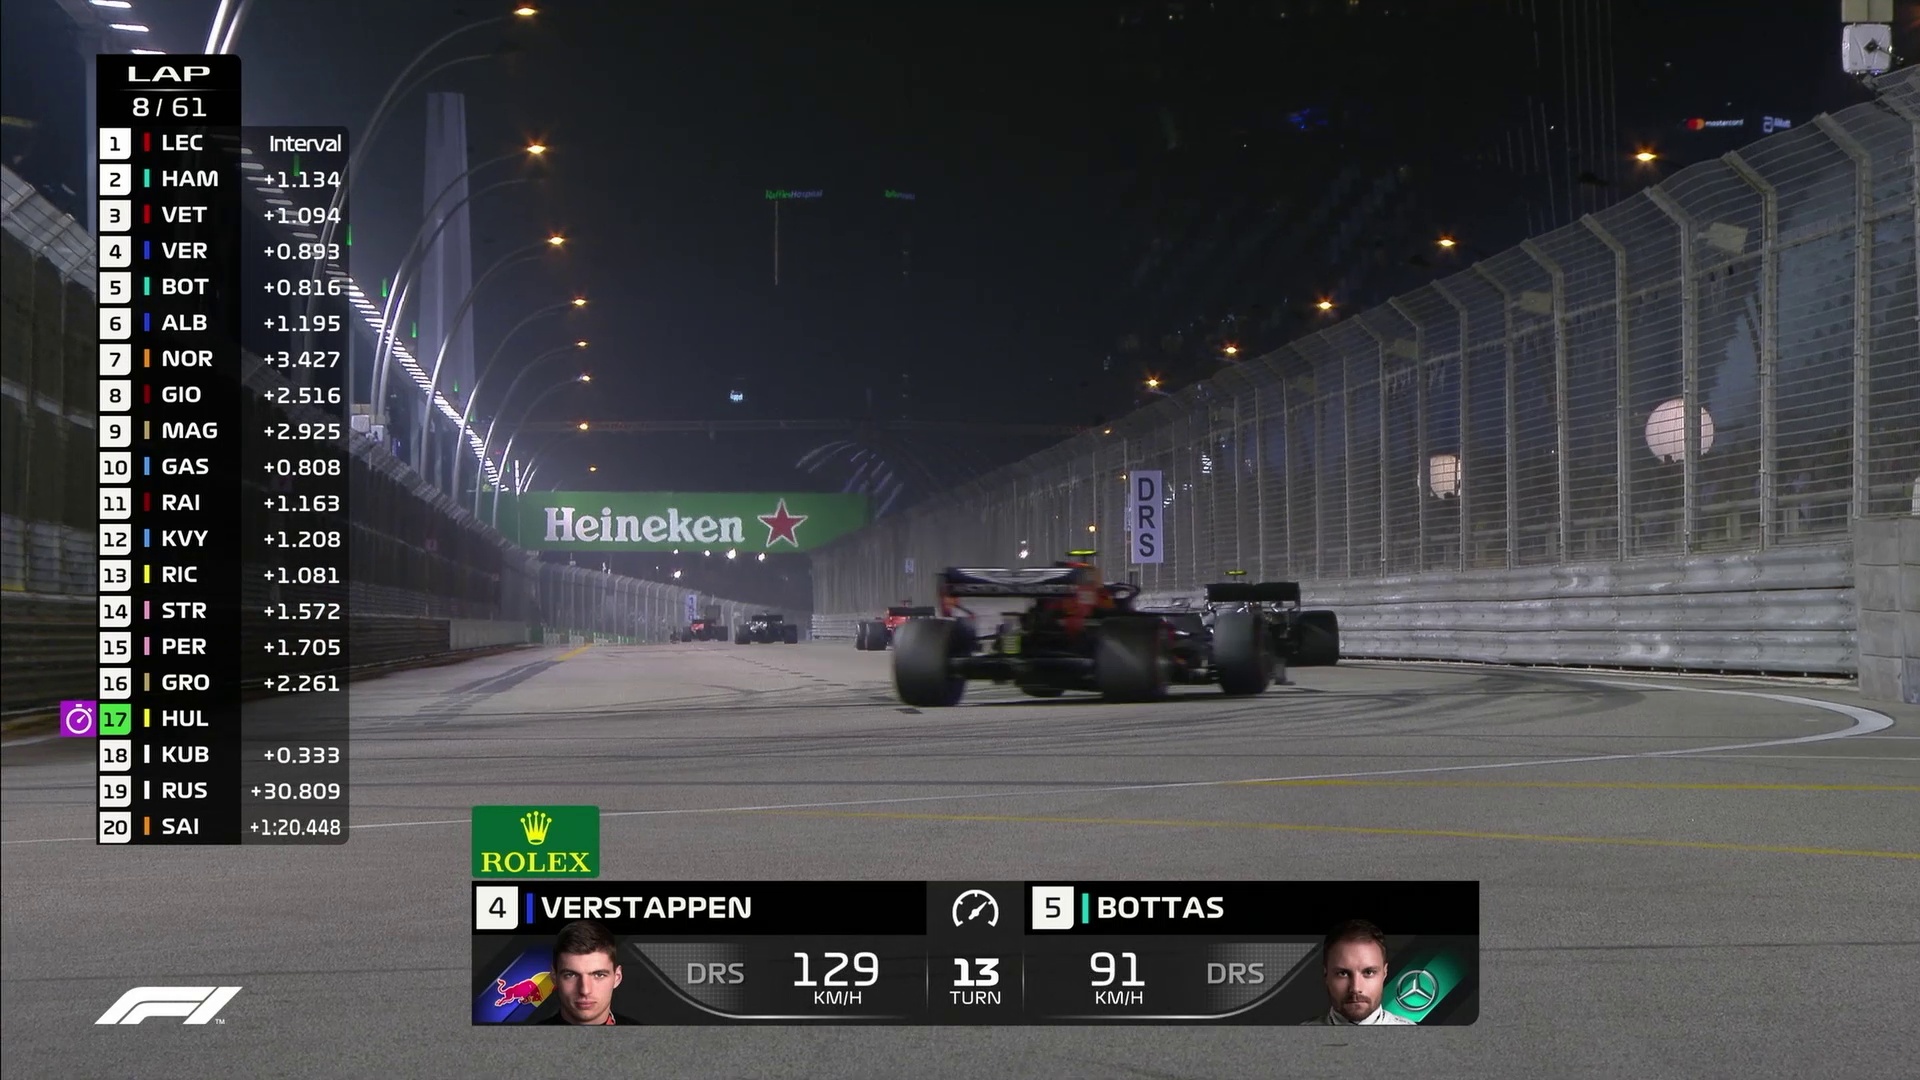 LAP
8 / 61
Interval
1 LEC
2 HAM +1.134
3 VET +1.094
4 VER +0.893
5 BOT +0.816
6 ALB +1.195
7 NOR +3.427
8 GIO +2.516
9 MAG +2.925
10 GAS +0.808
11 RAI +1.163
12 KVY +1.208
13 RIC +1.081
14 STR +1.572
15 PER +1.705
16 GRO +2.261
17 HUL
18 KUB +0.333
19 RUS +30.809
20 SAI +1:20.448
mastercard
RafflesHospital
Heineken
DRS
ROLEX
4 VERSTAPPEN
5 BOTTAS
DRS 129 KM/H
13 TURN
91 KM/H DRS
F1 TM